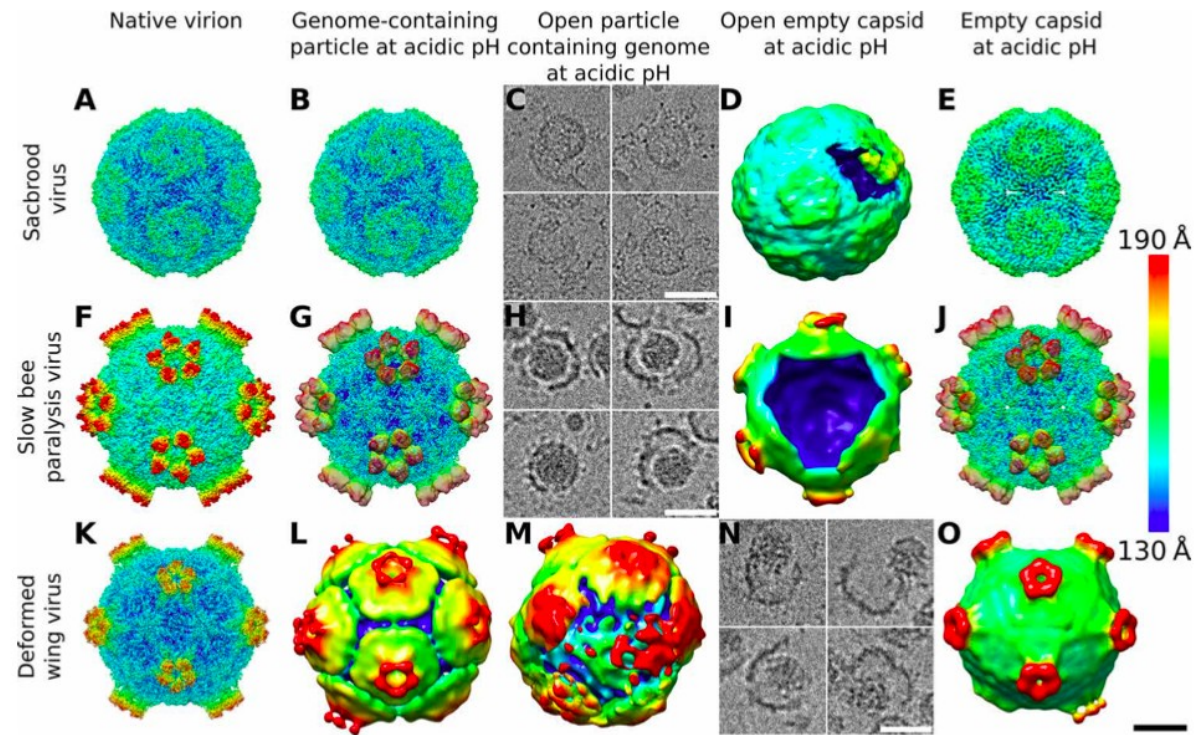 Native virion
Genome-containing
particle at acidic pH
Open particle
containing genome
at acidic pH
Open empty capsid
at acidic pH
Empty capsid
at acidic pH
Sacbrood
virus
A
B
C
D
E
190 Å
Slow bee
paralysis virus
F
G
H
I
J
130 Å
Deformed
wing virus
K
L
M
N
O